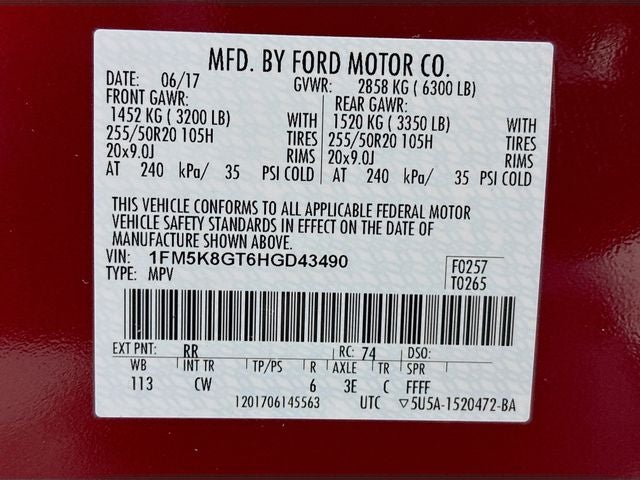 MFD. BY FORD MOTOR CO.
DATE: 06/17 GVWR: 2858 KG ( 6300 LB)
FRONT GAWR: REAR GAWR:
1452 KG ( 3200 LB) WITH 1520 KG ( 3350 LB) WITH
255/50R20 105H TIRES 255/50R20 105H TIRES
20x9.0J RIMS 20x9.0J RIMS
AT 240 kPa/ 35 PSI COLD AT 240 kPa/ 35 PSI COLD
THIS VEHICLE CONFORMS TO ALL APPLICABLE FEDERAL MOTOR
VEHICLE SAFETY STANDARDS IN EFFECT ON THE DATE OF
MANUFACTURE SHOWN ABOVE.
VIN: 1FM5K8GT6HGD43490 F0257
TYPE: MPV T0265
EXT PNT: RR RC: 74 DSO:
WB INT TR TP/PS R AXLE TR SPR
113 CW 6 3E C FFFF
1201706145563 UTC ▽5U5A-1520472-BA